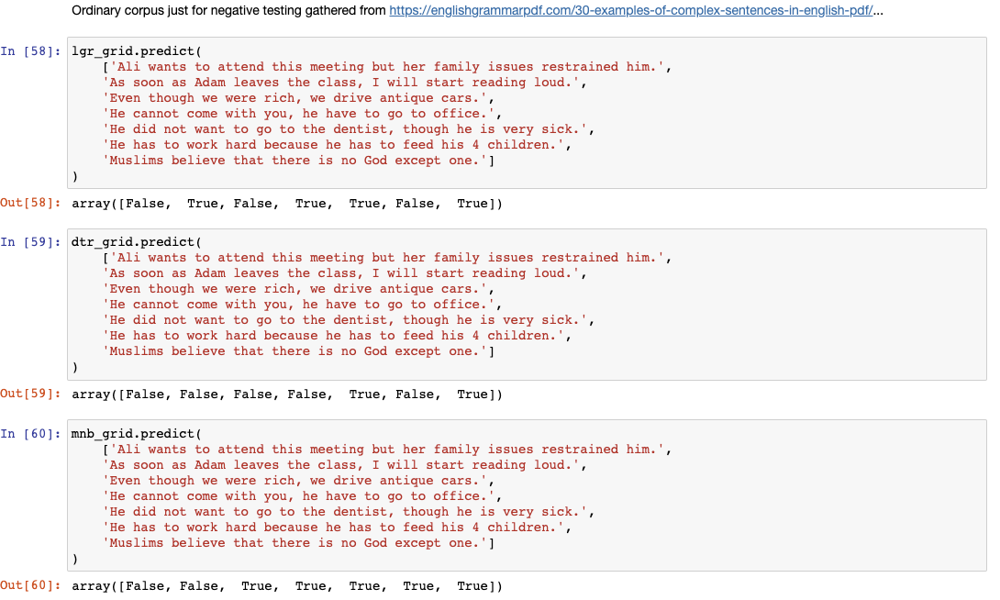 Ordinary corpus just for negative testing gathered from https://englishgrammarpdf.com/30-examples-of-complex-sentences-in-english-pdf/...
In [58]: lgr_grid.predict(
['Ali wants to attend this meeting but her family issues restrained him.',
'As soon as Adam leaves the class, I will start reading loud.',
'Even though we were rich, we drive antique cars.',
'He cannot come with you, he have to go to office.',
'He did not want to go to the dentist, though he is very sick.',
'He has to work hard because he has to feed his 4 children.',
'Muslims believe that there is no God except one.']
)
Out[58]: array([False,  True, False,  True,  True, False,  True])
In [59]: dtr_grid.predict(
['Ali wants to attend this meeting but her family issues restrained him.',
'As soon as Adam leaves the class, I will start reading loud.',
'Even though we were rich, we drive antique cars.',
'He cannot come with you, he have to go to office.',
'He did not want to go to the dentist, though he is very sick.',
'He has to work hard because he has to feed his 4 children.',
'Muslims believe that there is no God except one.']
)
Out[59]: array([False, False, False, False,  True, False,  True])
In [60]: mnb_grid.predict(
['Ali wants to attend this meeting but her family issues restrained him.',
'As soon as Adam leaves the class, I will start reading loud.',
'Even though we were rich, we drive antique cars.',
'He cannot come with you, he have to go to office.',
'He did not want to go to the dentist, though he is very sick.',
'He has to work hard because he has to feed his 4 children.',
'Muslims believe that there is no God except one.']
)
Out[60]: array([False, False,  True,  True,  True,  True,  True])